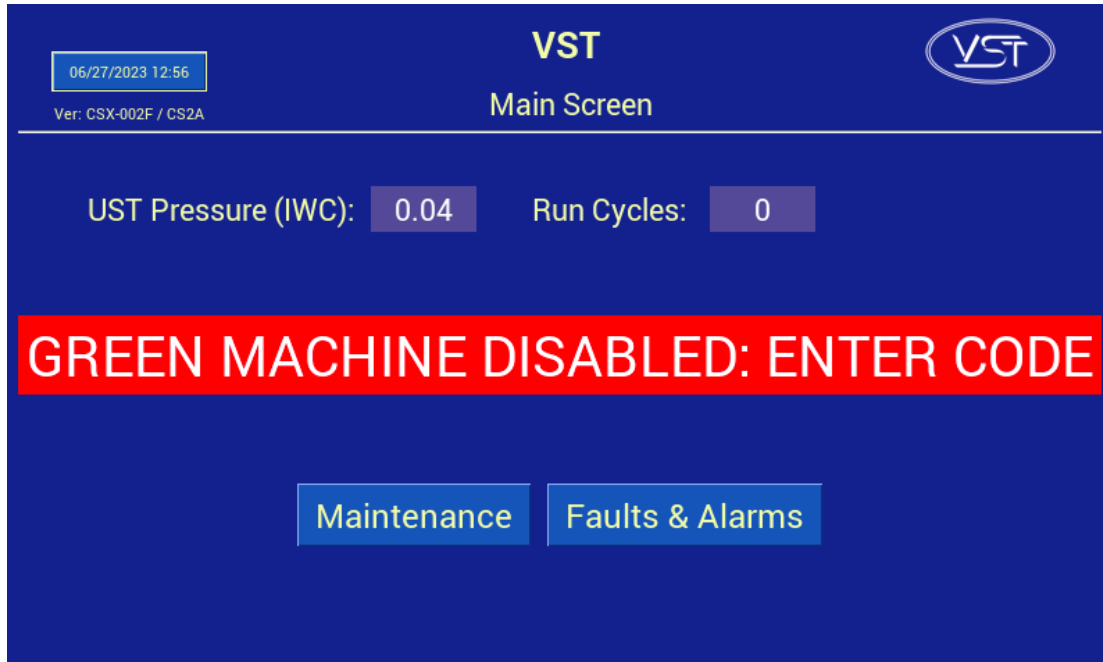 VST
VST
06/27/2023 12:56
Main Screen
Ver: CSX-002F / CS2A
UST Pressure (IWC): 0.04 Run Cycles: 0
GREEN MACHINE DISABLED: ENTER CODE
Maintenance Faults & Alarms